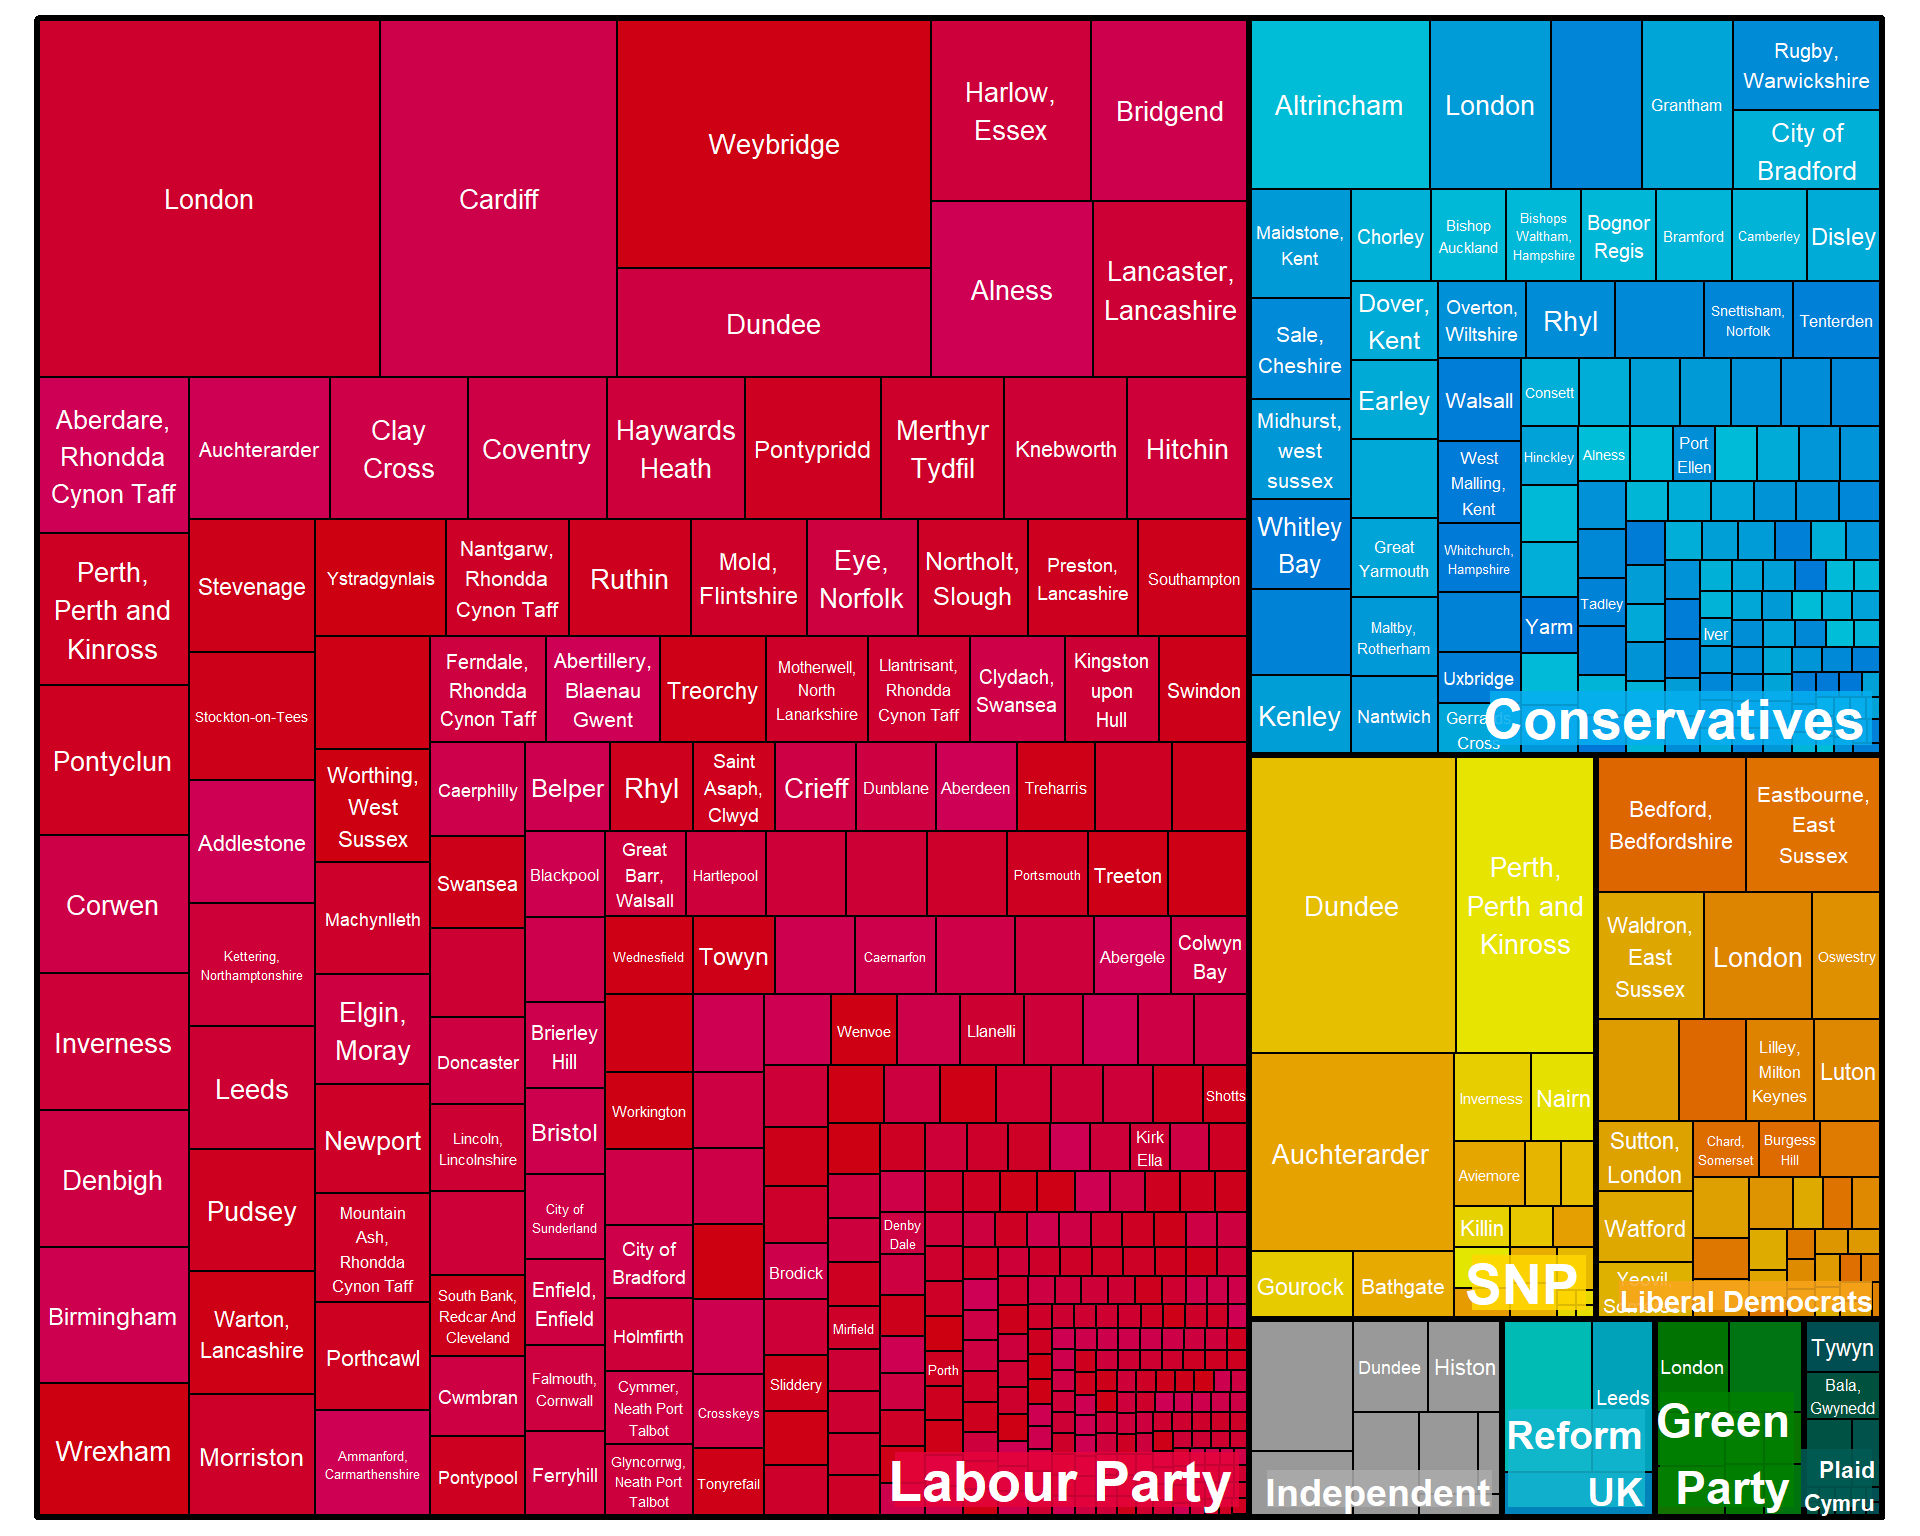 London
Cardiff
Weybridge
Dundee
Harlow,
Essex
Bridgend
Alness
Lancaster,
Lancashire
Aberdare,
Rhondda
Cynon Taff
Auchterarder
Clay
Cross
Coventry
Haywards
Heath
Pontypridd
Merthyr
Tydfil
Knebworth
Hitchin
Perth,
Perth and
Kinross
Stevenage
Ystradgynlais
Nantgarw,
Rhondda
Cynon Taff
Ruthin
Mold,
Flintshire
Eye,
Norfolk
Northolt,
Slough
Preston,
Lancashire
Southampton
Pontyclun
Stockton-on-Tees
Ferndale,
Rhondda
Cynon Taff
Abertillery,
Blaenau
Gwent
Treorchy
Motherwell,
North
Lanarkshire
Llantrisant,
Rhondda
Cynon Taff
Clydach,
Swansea
Kingston
upon
Hull
Swindon
Worthing,
West
Sussex
Caerphilly
Belper
Rhyl
Saint
Asaph,
Clwyd
Crieff
Dunblane
Aberdeen
Treharris
Addlestone
Corwen
Machynlleth
Swansea
Blackpool
Great
Barr,
Walsall
Hartlepool
Portsmouth
Treeton
Kettering,
Northamptonshire
Wednesfield
Towyn
Caernarfon
Abergele
Colwyn
Bay
Inverness
Leeds
Elgin,
Moray
Doncaster
Brierley
Hill
Wenvoe
Llanelli
Denbigh
Pudsey
Newport
Lincoln,
Lincolnshire
Bristol
Workington
Shotts
Kirk
Ella
Mountain
Ash,
Rhondda
Cynon Taff
City of
Sunderland
City of
Bradford
Brodick
Denby
Dale
Birmingham
Warton,
Lancashire
Porthcawl
South Bank,
Redcar And
Cleveland
Enfield,
Enfield
Holmfirth
Mirfield
Porth
Wrexham
Morriston
Ammanford,
Carmarthenshire
Cwmbran
Pontypool
Falmouth,
Cornwall
Ferryhill
Cymmer,
Neath Port
Talbot
Glyncorrwg,
Neath Port
Talbot
Crosskeys
Tonyrefail
Sliddery
Labour Party
Altrincham
London
Grantham
Rugby,
Warwickshire
City of
Bradford
Maidstone,
Kent
Chorley
Bishop
Auckland
Bishops
Waltham,
Hampshire
Bognor
Regis
Bramford
Camberley
Disley
Sale,
Cheshire
Dover,
Kent
Overton,
Wiltshire
Rhyl
Snettisham,
Norfolk
Tenterden
Midhurst,
west
sussex
Earley
Walsall
Consett
Whitley
Bay
West
Malling,
Kent
Hinckley
Alness
Port
Ellen
Great
Yarmouth
Whitchurch,
Hampshire
Tadley
Maltby,
Rotherham
Yarm
Iver
Kenley
Nantwich
Uxbridge
Gerrards
Cross
Conservatives
Dundee
Perth,
Perth and
Kinross
Auchterarder
Inverness
Nairn
Aviemore
Killin
Gourock
Bathgate
SNP
Bedford,
Bedfordshire
Eastbourne,
East
Sussex
Waldron,
East
Sussex
London
Oswestry
Lilley,
Milton
Keynes
Luton
Sutton,
London
Chard,
Somerset
Burgess
Hill
Watford
Yeovil,
Liberal Democrats
Dundee
Histon
Independent
Leeds
Reform
UK
London
Green
Party
Tywyn
Bala,
Gwynedd
Plaid
Cymru